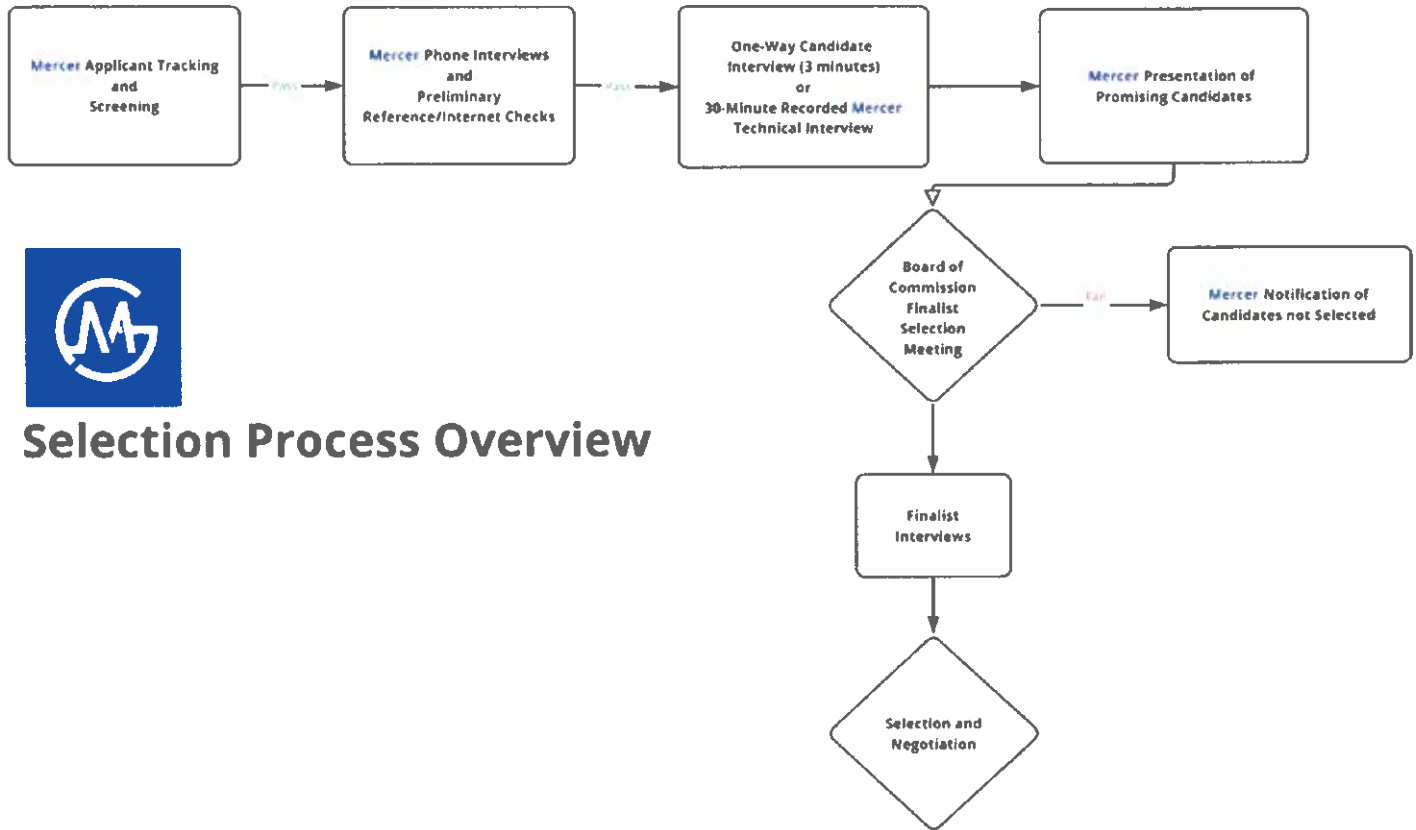 Mercer Applicant Tracking
and
Screening
Pass
Mercer Phone Interviews
and
Preliminary
Reference/Internet Checks
Pass
One-Way Candidate
Interview (3 minutes)
or
30-Minute Recorded Mercer
Technical Interview
Mercer Presentation of
Promising Candidates
Board of
Commission
Finalist
Selection
Meeting
Fail
Mercer Notification of
Candidates not Selected
Selection Process Overview
Finalist
Interviews
Selection and
Negotiation